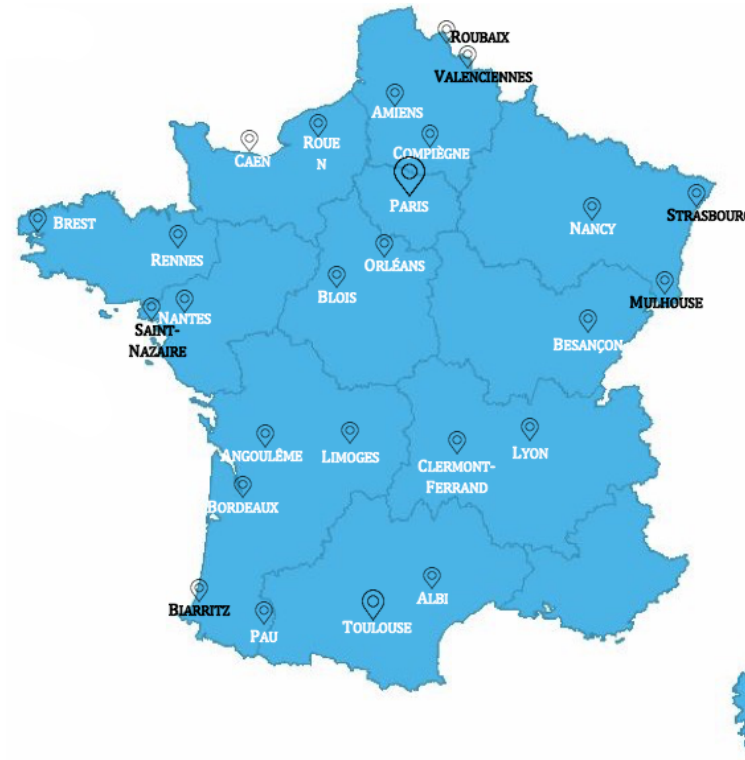 ROUBAIX
VALENCIENNES
AMIENS
ROUE
N
CAEN
COMPIÈGNE
PARIS
BREST
NANCY
STRASBOURG
RENNES
ORLÉANS
BLOIS
MULHOUSE
NANTES
SAINT-
NAZAIRE
BESANÇON
ANGOULÊME
LIMOGES
LYON
CLERMONT-
FERRAND
BORDEAUX
BIARRITZ
ALBI
PAU
TOULOUSE